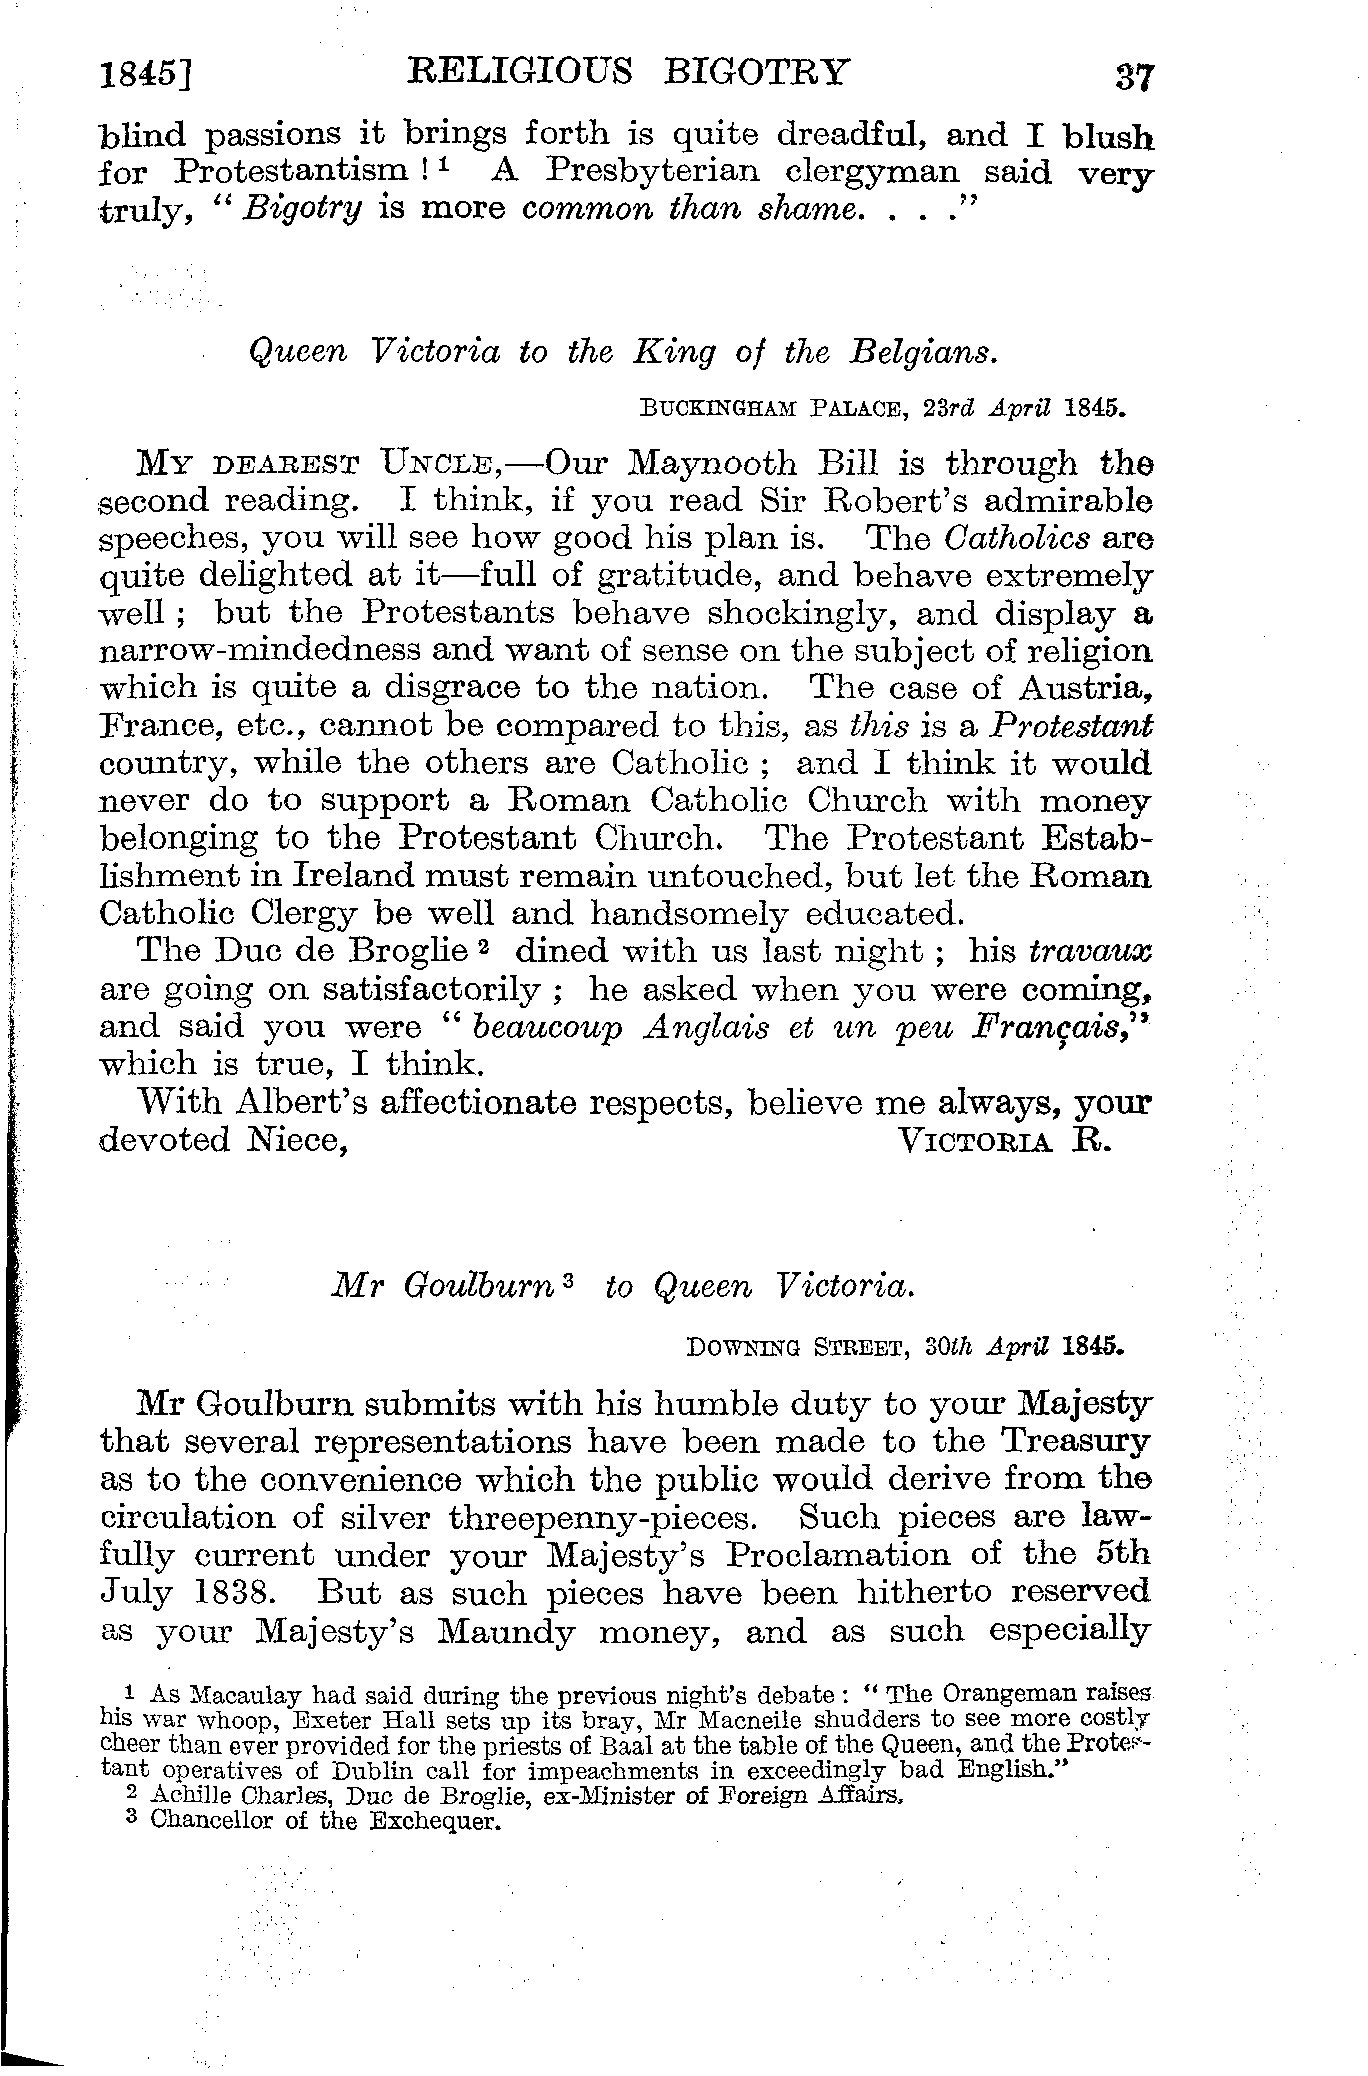 1845] RELIGIOUS BIGOTRY 37
blind passions it brings forth is quite dreadful, and I blush
for Protestantism !¹ A Presbyterian clergyman said very
truly, “ Bigotry is more common than shame. . . .”
Queen Victoria to the King of the Belgians.
BUCKINGHAM PALACE, 23rd April 1845.
MY DEAREST UNCLE,—Our Maynooth Bill is through the
second reading. I think, if you read Sir Robert’s admirable
speeches, you will see how good his plan is. The Catholics are
quite delighted at it—full of gratitude, and behave extremely
well ; but the Protestants behave shockingly, and display a
narrow-mindedness and want of sense on the subject of religion
which is quite a disgrace to the nation. The case of Austria,
France, etc., cannot be compared to this, as this is a Protestant
country, while the others are Catholic ; and I think it would
never do to support a Roman Catholic Church with money
belonging to the Protestant Church. The Protestant Estab-
lishment in Ireland must remain untouched, but let the Roman
Catholic Clergy be well and handsomely educated.
The Duc de Broglie ² dined with us last night ; his travaux
are going on satisfactorily ; he asked when you were coming,
and said you were “ beaucoup Anglais et un peu Français,”
which is true, I think.
With Albert’s affectionate respects, believe me always, your
devoted Niece, VICTORIA R.
Mr Goulburn ³ to Queen Victoria.
DOWNING STREET, 30th April 1845.
Mr Goulburn submits with his humble duty to your Majesty
that several representations have been made to the Treasury
as to the convenience which the public would derive from the
circulation of silver threepenny-pieces. Such pieces are law-
fully current under your Majesty’s Proclamation of the 5th
July 1838. But as such pieces have been hitherto reserved
as your Majesty’s Maundy money, and as such especially
1 As Macaulay had said during the previous night’s debate : “ The Orangeman raises
his war whoop, Exeter Hall sets up its bray, Mr Macneile shudders to see more costly
cheer than ever provided for the priests of Baal at the table of the Queen, and the Protes-
tant operatives of Dublin call for impeachments in exceedingly bad English.”
2 Achille Charles, Duc de Broglie, ex-Minister of Foreign Affairs.
3 Chancellor of the Exchequer.